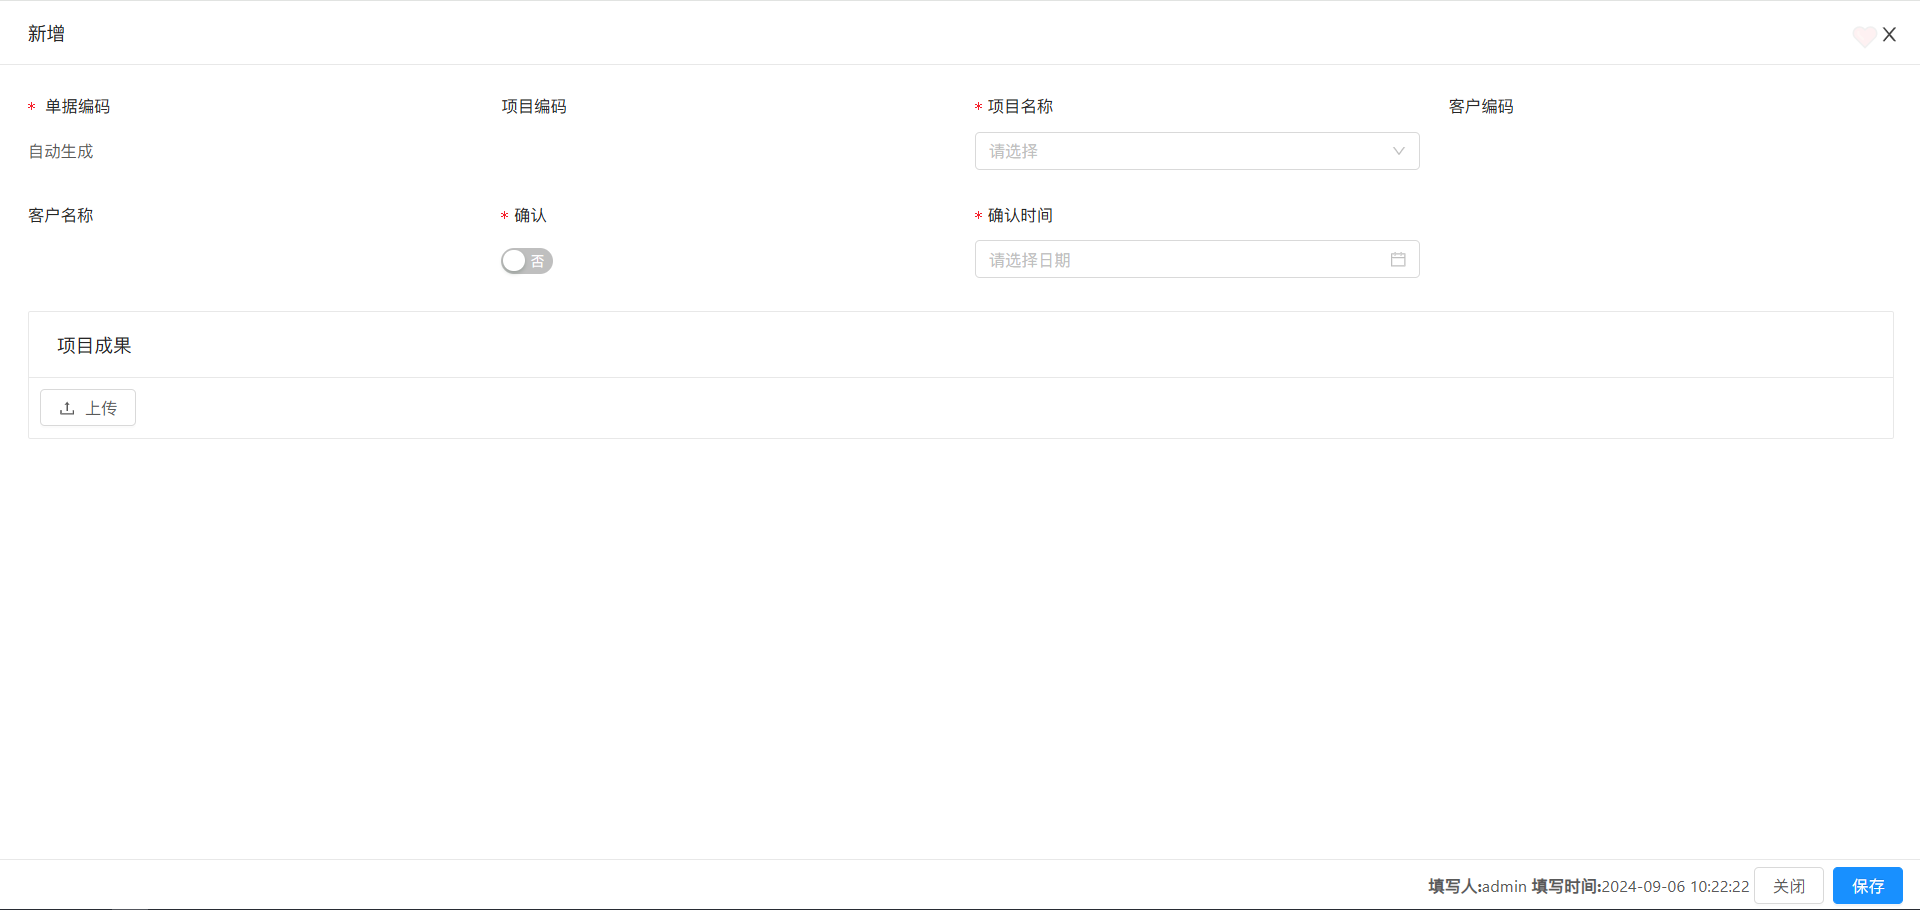 新增
* 单据编码 项目编码 * 项目名称 客户编码
自动生成 请选择
客户名称 * 确认 * 确认时间
否 请选择日期
项目成果
上传
填写人:admin 填写时间:2024-09-06 10:22:22 关闭 保存